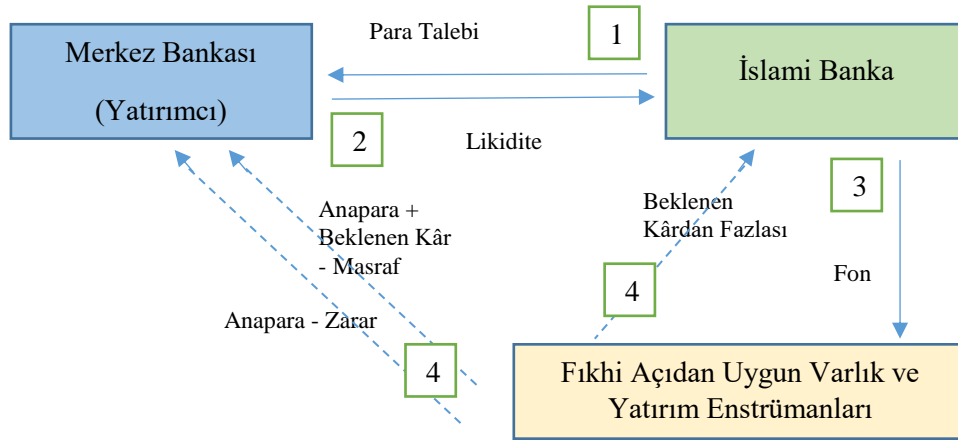 Para Talebi
1
Merkez Bankası
(Yatırımcı)
İslami Banka
2
Likidite
3
Anapara +
Beklenen Kâr
- Masraf
Beklenen
Kârdan Fazlası
Fon
4
Anapara - Zarar
4
Fıkhi Açıdan Uygun Varlık ve
Yatırım Enstrümanları